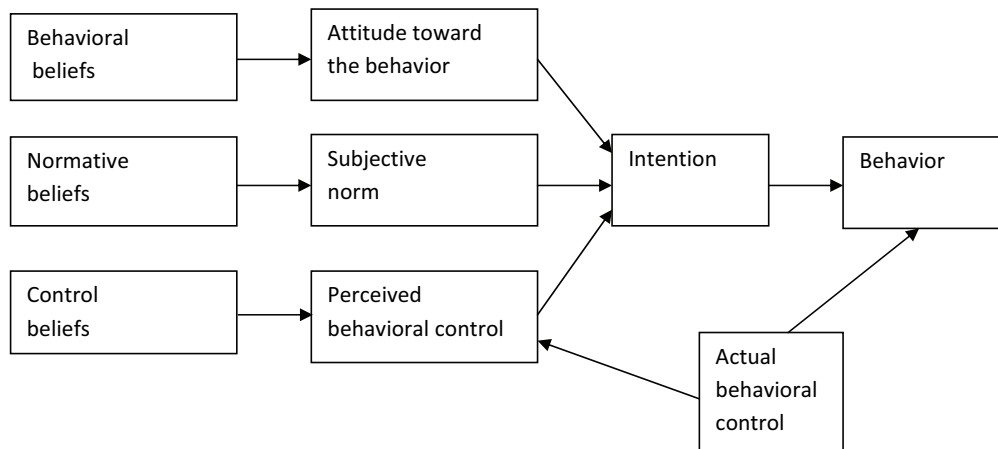 Behavioral
beliefs
Attitude toward
the behavior
Normative
beliefs
Subjective
norm
Intention
Behavior
Control
beliefs
Perceived
behavioral control
Actual
behavioral
control